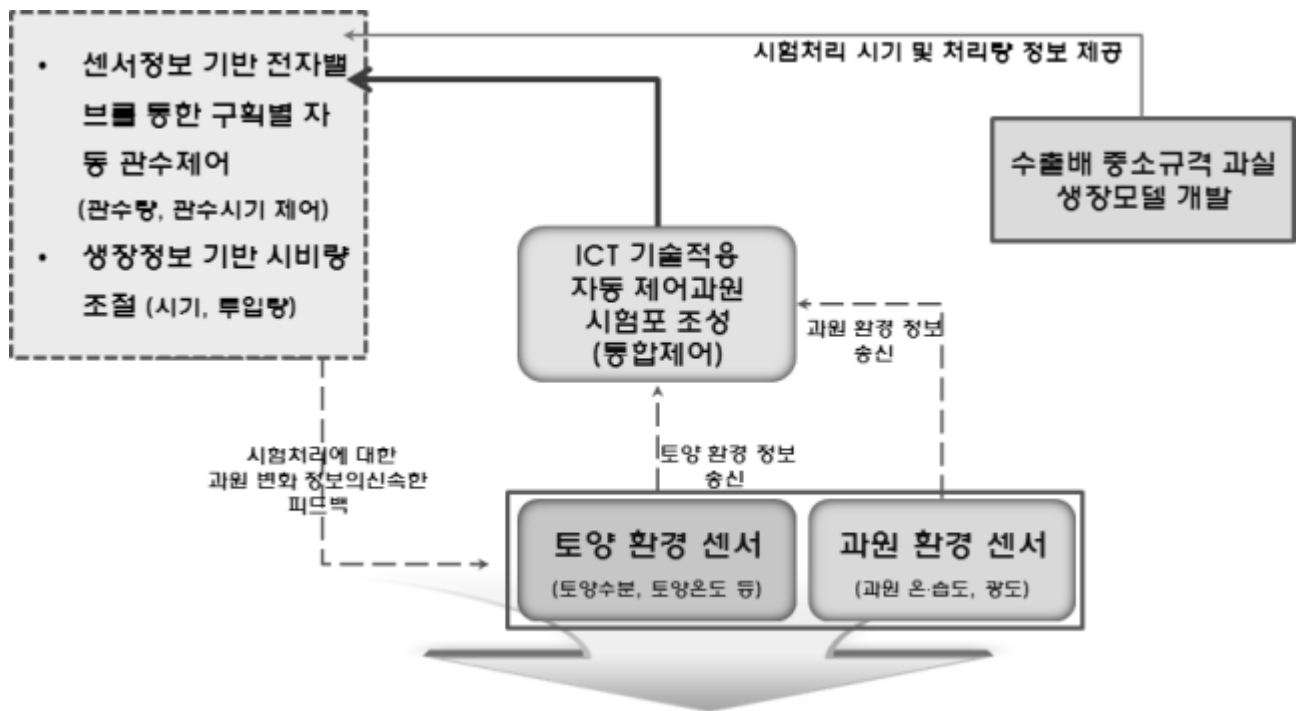 • 센서정보 기반 전자밸
브를 통한 구획별 자
동 관수제어
(관수량, 관수시기 제어)
• 생장정보 기반 시비량
조절 (시기, 투입량)
시험처리 시기 및 처리량 정보 제공
수출배 중소규격 과실
생장모델 개발
ICT 기술적용
자동 제어과원
시험포 조성
(통합제어)
과원 환경 정보
송신
시험처리에 대한
과원 변화 정보의신속한
피드백
토양 환경 정보
송신
토양 환경 센서
(토양수분, 토양온도 등)
과원 환경 센서
(과원 온·습도, 광도)